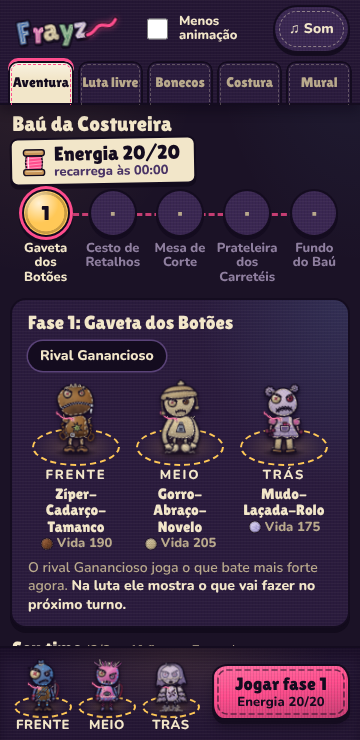 Frayz
Menos
animação
♫ Som
Aventura
Luta livre
Bonecos
Costura
Mural
Baú da Costureira
Energia 20/20
recarrega às 00:00
1
Gaveta
dos
Botões
Cesto de
Retalhos
Mesa de
Corte
Prateleira
dos
Carretéis
Fundo
do Baú
Fase 1: Gaveta dos Botões
Rival Ganancioso
FRENTE
MEIO
TRÁS
Zíper-
Cadarço-
Tamanco
Vida 190
Gorro-
Abraço-
Novelo
Vida 205
Mudo-
Laçada-Rolo
Vida 175
O rival Ganancioso joga o que bate mais forte
agora. Na luta ele mostra o que vai fazer no
próximo turno.
FRENTE
MEIO
TRÁS
Jogar fase 1
Energia 20/20